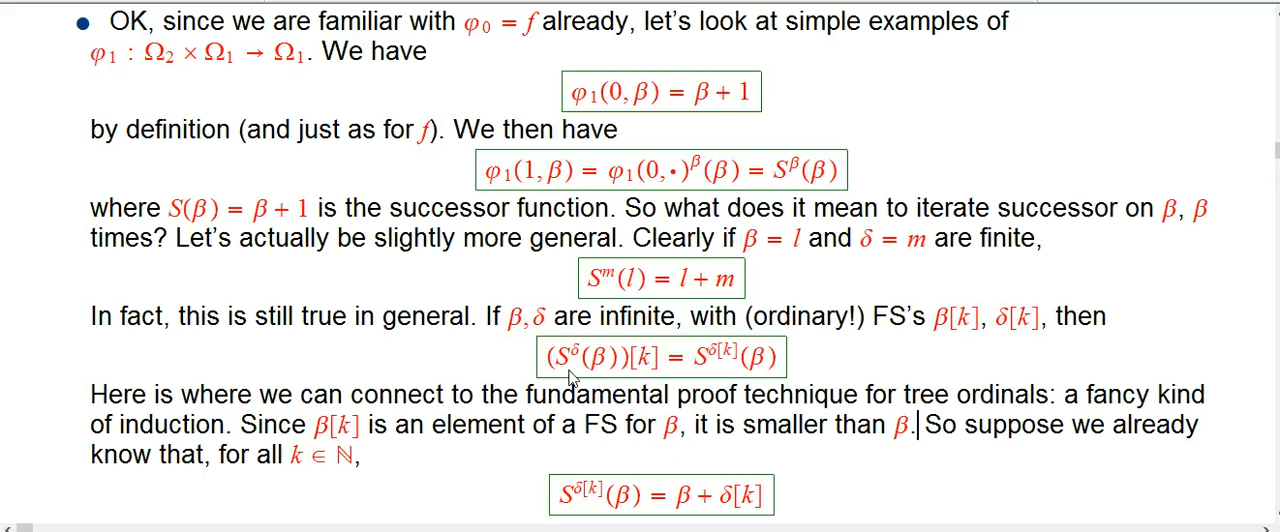 • OK, since we are familiar with φ₀ = f already, let's look at simple examples of
φ₁ : Ω₂ × Ω₁ → Ω₁. We have
φ₁(0, β) = β + 1
by definition (and just as for f). We then have
φ₁(1, β) = φ₁(0, •)^β(β) = S^β(β)
where S(β) = β + 1 is the successor function. So what does it mean to iterate successor on β, β
times? Let's actually be slightly more general. Clearly if β = l and δ = m are finite,
S^m(l) = l + m
In fact, this is still true in general. If β, δ are infinite, with (ordinary!) FS's β[k], δ[k], then
(S^δ(β))[k] = S^δ[k](β)
Here is where we can connect to the fundamental proof technique for tree ordinals: a fancy kind
of induction. Since β[k] is an element of a FS for β, it is smaller than β. So suppose we already
know that, for all k ∈ ℕ,
S^δ[k](β) = β + δ[k]